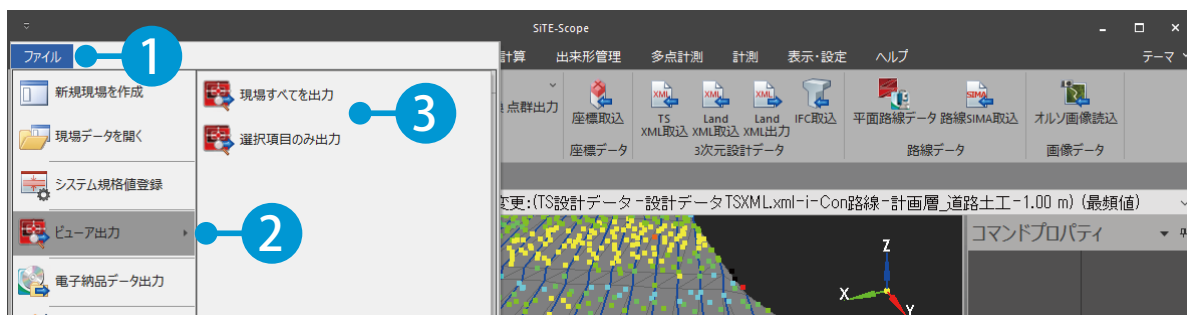 SiTE-Scope
ファイル
1
計算 出来形管理 多点計測 計測 表示・設定 ヘルプ テーマ
新規現場を作成
現場データを開く
システム規格値登録
ビューア出力
2
電子納品データ出力
現場すべてを出力
3
選択項目のみ出力
点群出力
座標取込
座標データ
TS
XML取込
Land
XML取込
Land
XML出力
IFC取込
3次元設計データ
平面路線データ
SIMA
路線SIMA取込
路線データ
オルソ画像読込
画像データ
変更:(TS設計データ-設計データTSXML.xml-i-Con路線-計画層_道路土工-1.00 m) (最頻値)
コマンドプロパティ
Z
X
Y